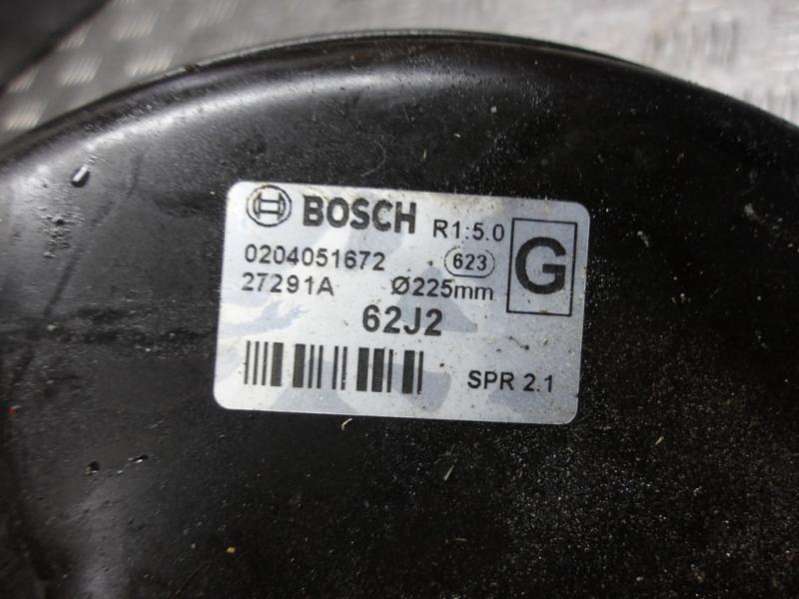 BOSCH R1:5.0 G
0204051672 623
27291A Ø225mm
62J2
SPR 2.1